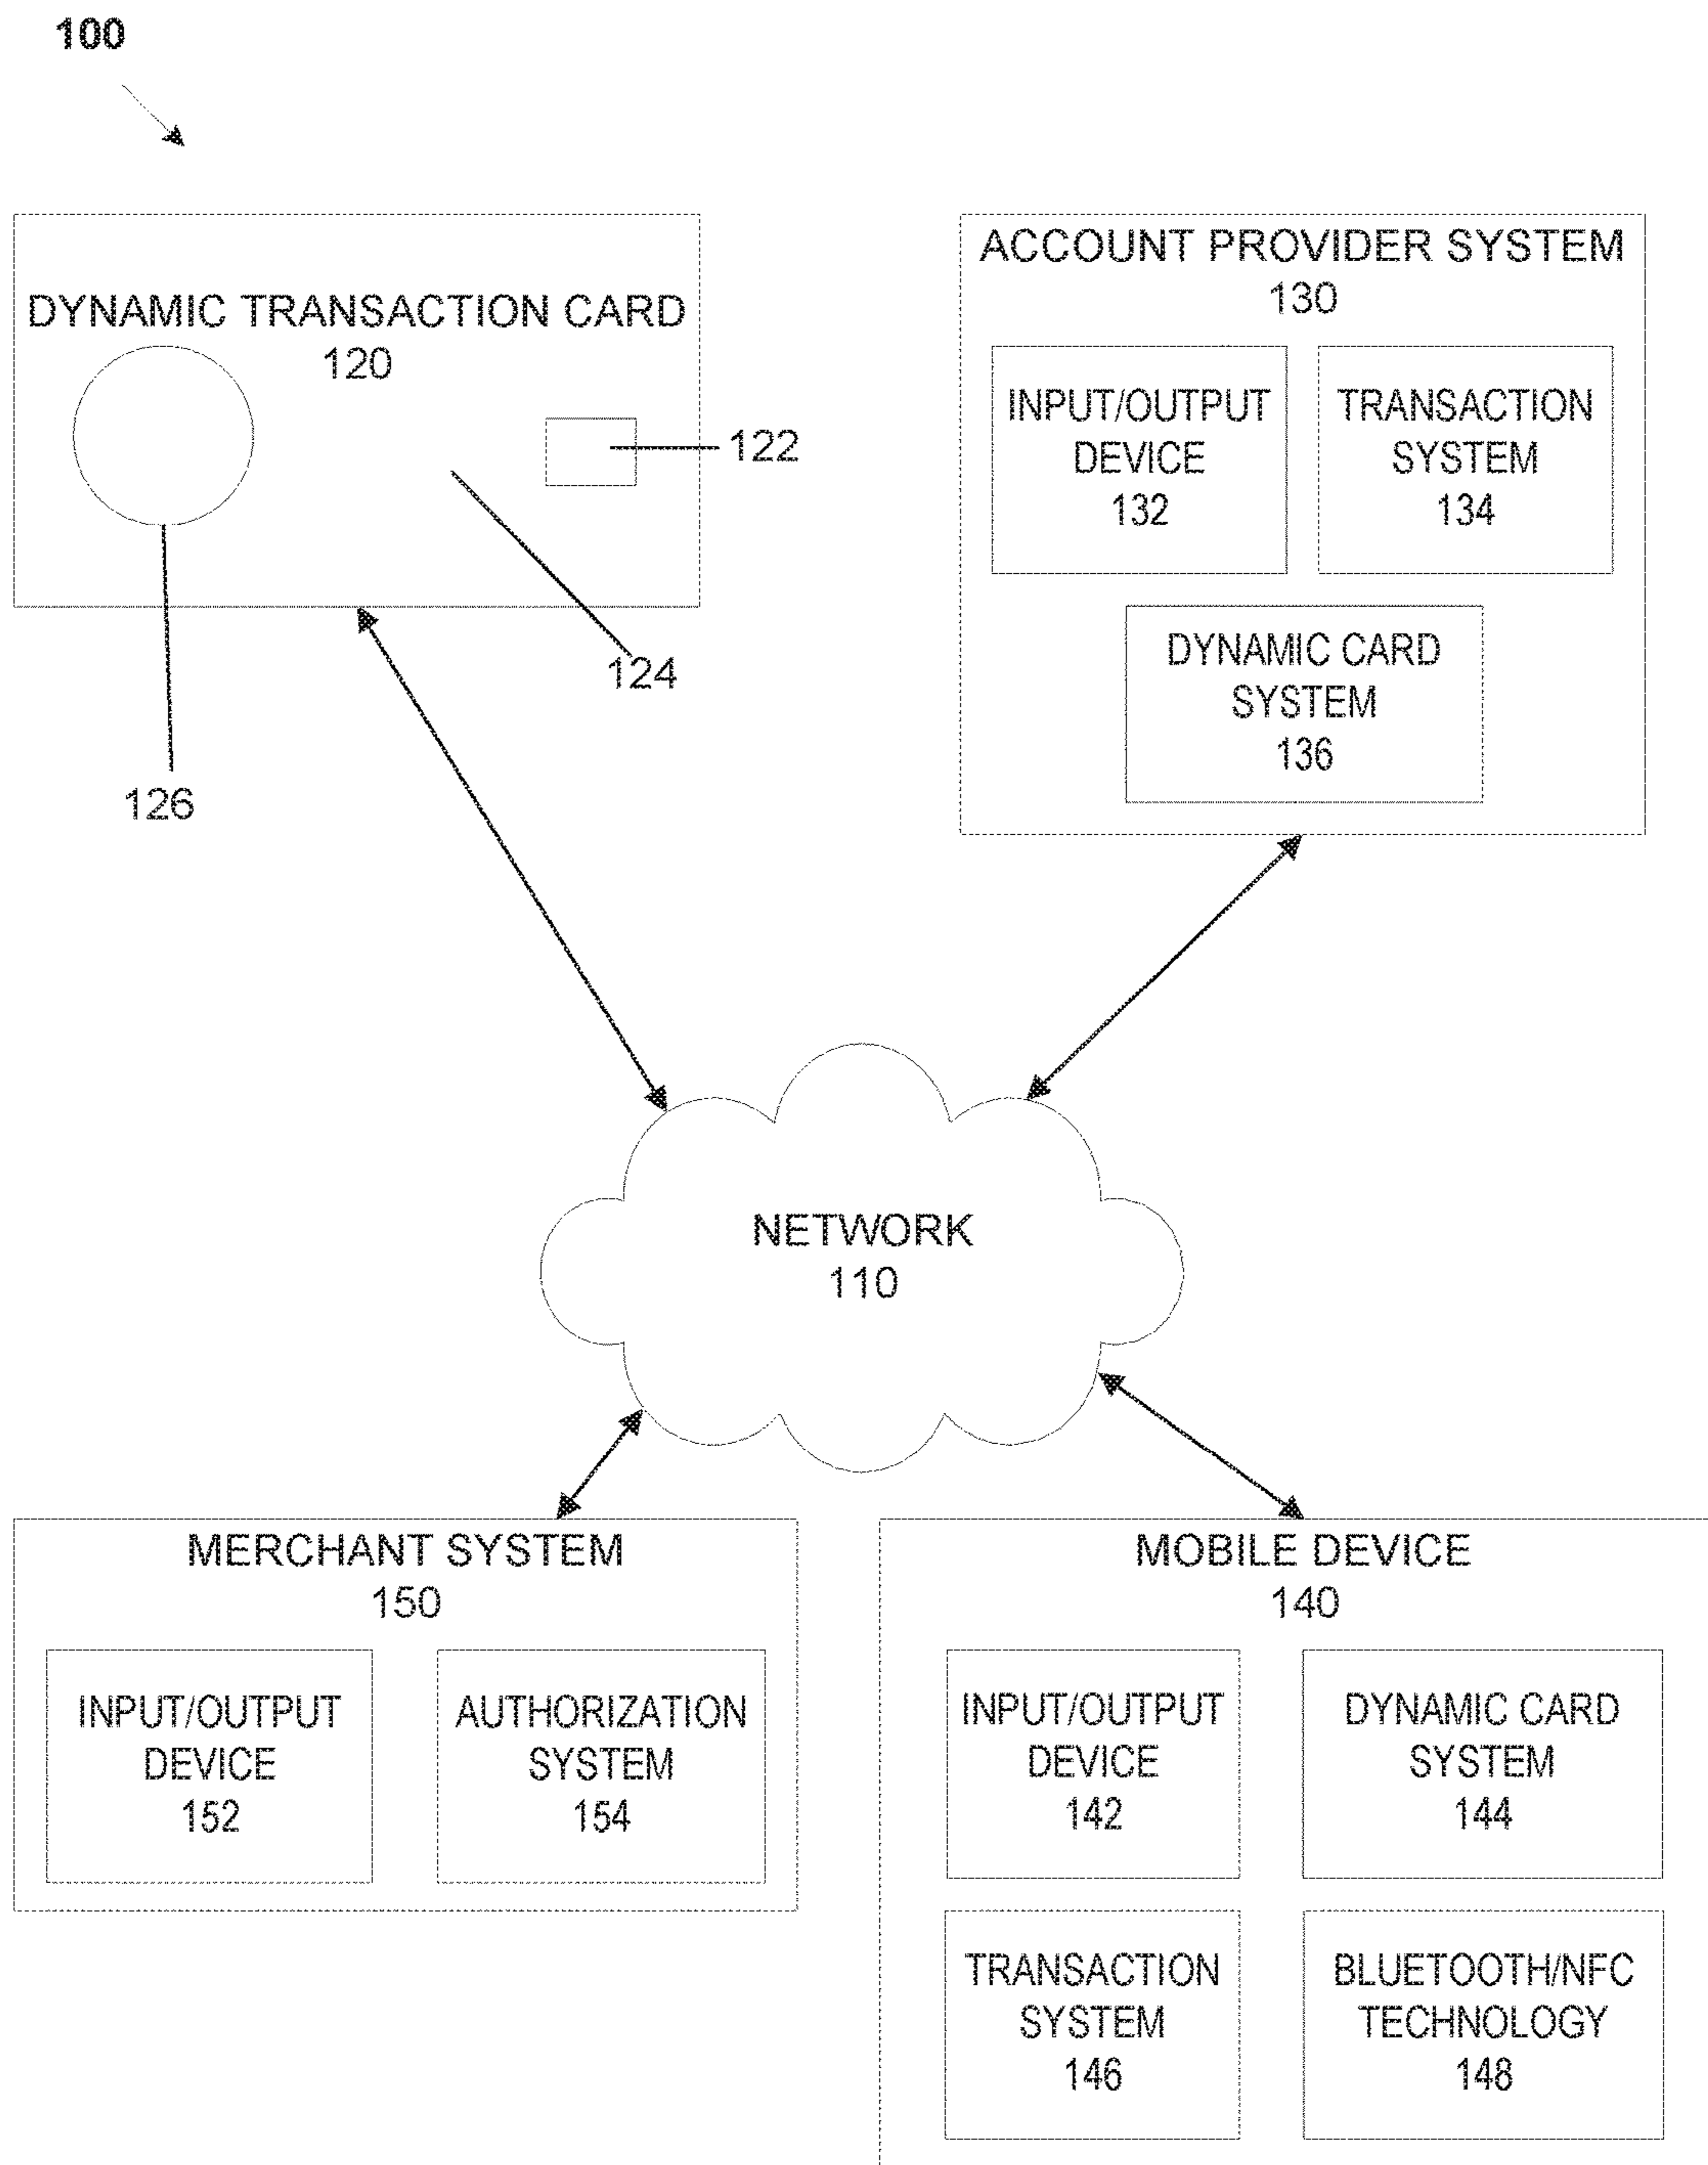 100
DYNAMIC TRANSACTION CARD
120
122
124
126
ACCOUNT PROVIDER SYSTEM
130
INPUT/OUTPUT
DEVICE
132
TRANSACTION
SYSTEM
134
DYNAMIC CARD
SYSTEM
136
NETWORK
110
MERCHANT SYSTEM
150
INPUT/OUTPUT
DEVICE
152
AUTHORIZATION
SYSTEM
154
MOBILE DEVICE
140
INPUT/OUTPUT
DEVICE
142
DYNAMIC CARD
SYSTEM
144
TRANSACTION
SYSTEM
146
BLUETOOTH/NFC
TECHNOLOGY
148